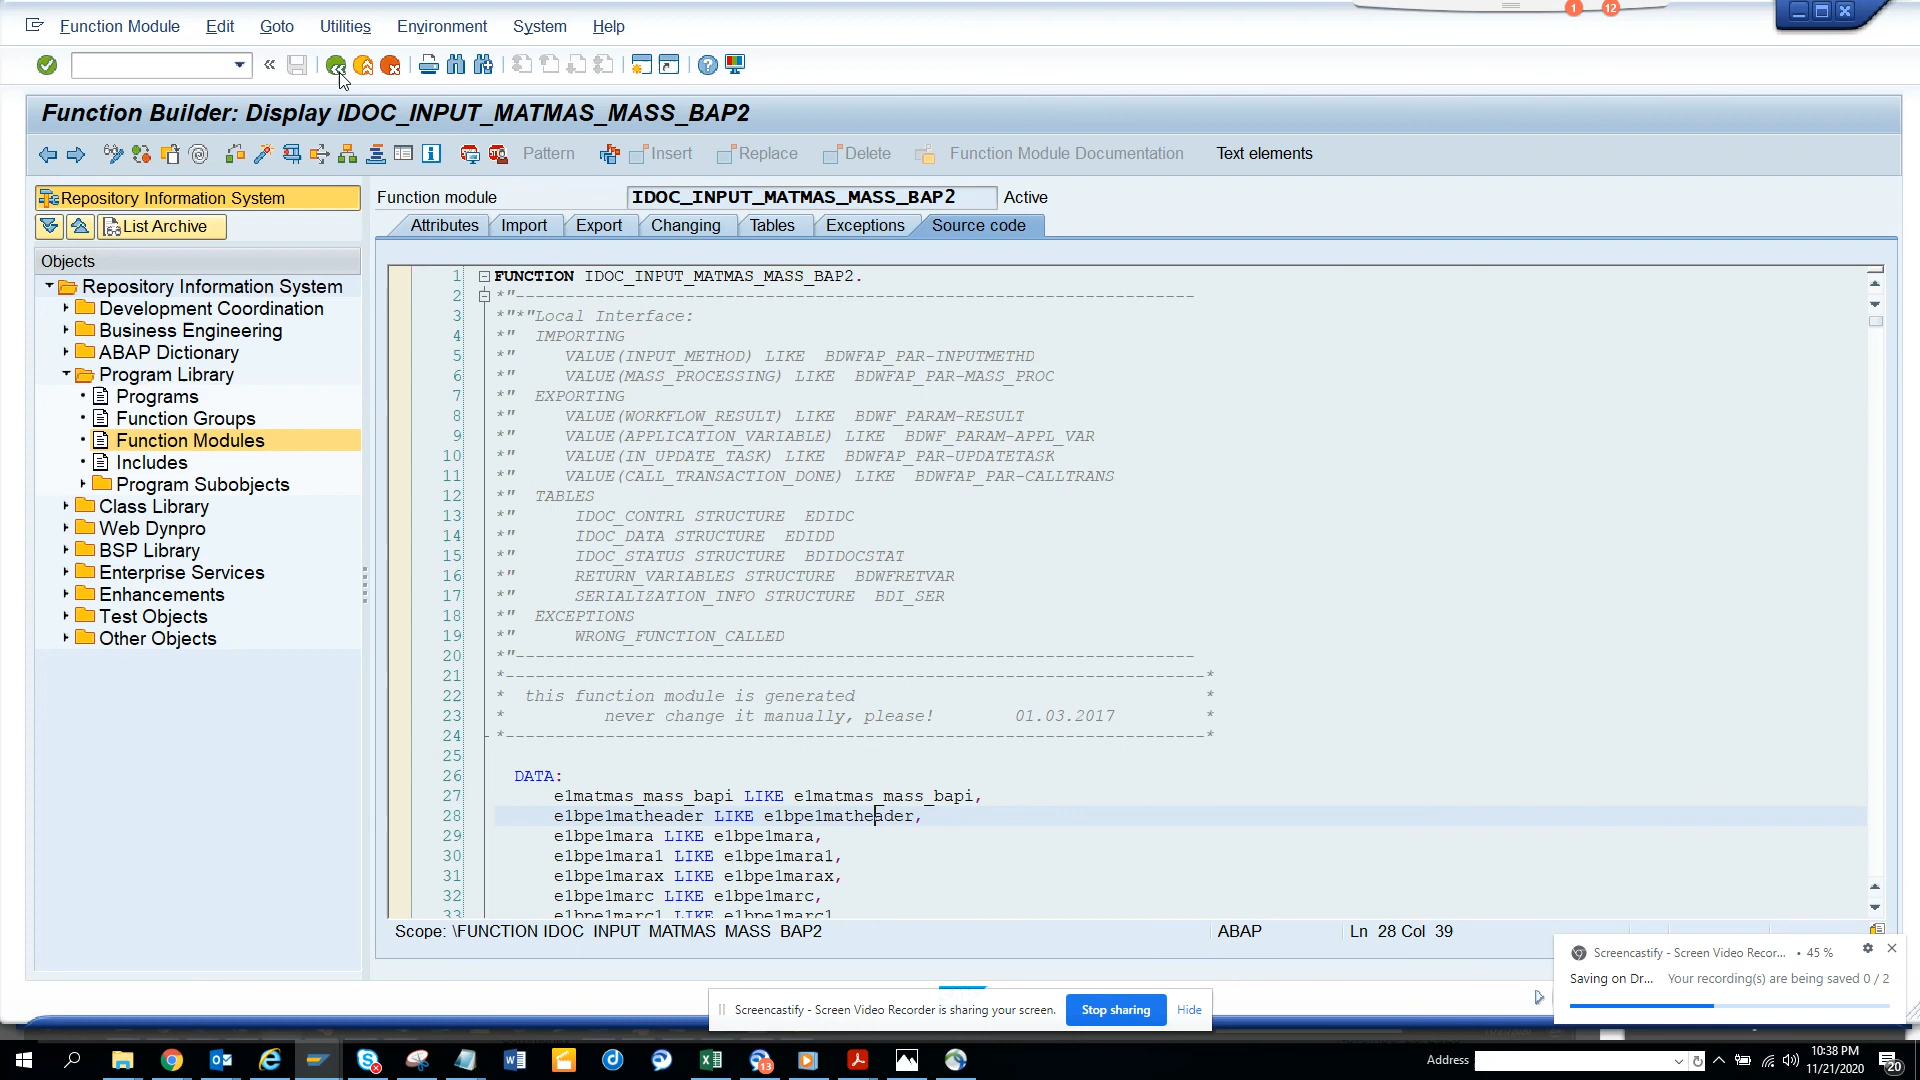 1 12
Function Module Edit Goto Utilities Environment System Help
Function Builder: Display IDOC_INPUT_MATMAS_MASS_BAP2
Pattern Insert Replace Delete Function Module Documentation Text elements
Repository Information System
List Archive
Objects
Repository Information System
Development Coordination
Business Engineering
ABAP Dictionary
Program Library
Programs
Function Groups
Function Modules
Includes
Program Subobjects
Class Library
Web Dynpro
BSP Library
Enterprise Services
Enhancements
Test Objects
Other Objects
Function module IDOC_INPUT_MATMAS_MASS_BAP2 Active
Attributes Import Export Changing Tables Exceptions Source code
1 FUNCTION IDOC_INPUT_MATMAS_MASS_BAP2.
2 *"----------------------------------------------------------------------
3 *"*"Local Interface:
4 *" IMPORTING
5 *" VALUE(INPUT_METHOD) LIKE BDWFAP_PAR-INPUTMETHD
6 *" VALUE(MASS_PROCESSING) LIKE BDWFAP_PAR-MASS_PROC
7 *" EXPORTING
8 *" VALUE(WORKFLOW_RESULT) LIKE BDWF_PARAM-RESULT
9 *" VALUE(APPLICATION_VARIABLE) LIKE BDWF_PARAM-APPL_VAR
10 *" VALUE(IN_UPDATE_TASK) LIKE BDWFAP_PAR-UPDATETASK
11 *" VALUE(CALL_TRANSACTION_DONE) LIKE BDWFAP_PAR-CALLTRANS
12 *" TABLES
13 *" IDOC_CONTRL STRUCTURE EDIDC
14 *" IDOC_DATA STRUCTURE EDIDD
15 *" IDOC_STATUS STRUCTURE BDIDOCSTAT
16 *" RETURN_VARIABLES STRUCTURE BDWFRETVAR
17 *" SERIALIZATION_INFO STRUCTURE BDI_SER
18 *" EXCEPTIONS
19 *" WRONG_FUNCTION_CALLED
20 *"----------------------------------------------------------------------
21 *----------------------------------------------------------------------*
22 * this function module is generated *
23 * never change it manually, please! 01.03.2017 *
24 *----------------------------------------------------------------------*
25
26 DATA:
27 e1matmas_mass_bapi LIKE e1matmas_mass_bapi,
28 e1bpe1matheader LIKE e1bpe1matheader,
29 e1bpe1mara LIKE e1bpe1mara,
30 e1bpe1mara1 LIKE e1bpe1mara1,
31 e1bpe1marax LIKE e1bpe1marax,
32 e1bpe1marc LIKE e1bpe1marc,
33 e1bpe1marc1 LIKE e1bpe1marc1
Scope: \FUNCTION IDOC_INPUT_MATMAS_MASS_BAP2 ABAP Ln 28 Col 39
Screencastify - Screen Video Recor... • 45 %
Saving on Dr... Your recording(s) are being saved 0 / 2
Screencastify - Screen Video Recorder is sharing your screen. Stop sharing Hide
13
Address
10:38 PM
11/21/2020
20